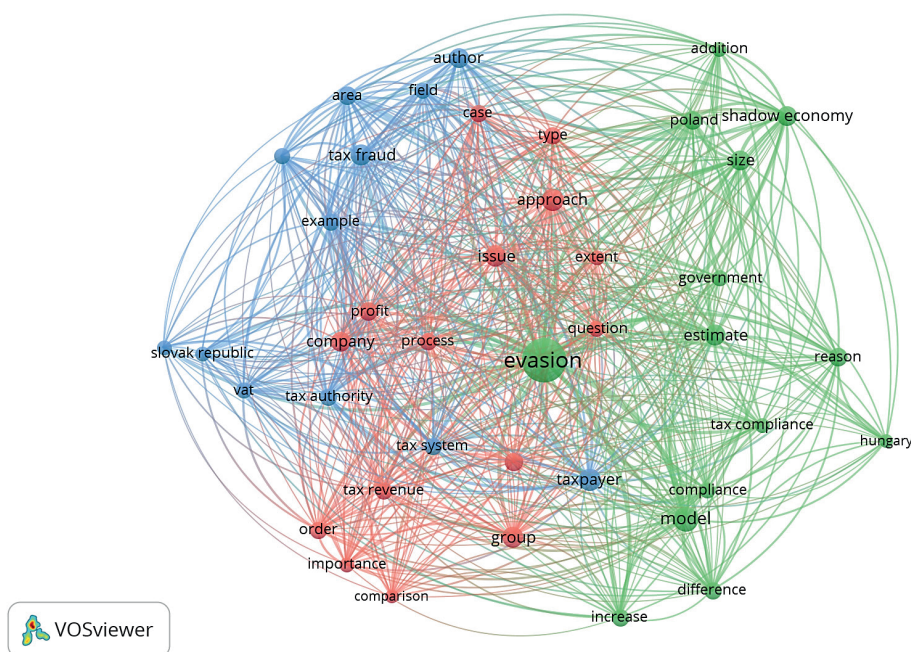 addition
author
field
area
case
poland
shadow economy
type
tax fraud
size
approach
example
issue
extent
government
profit
question
estimate
company
process
slovak republic
evasion
reason
vat
tax authority
tax compliance
tax system
hungary
taxpayer
tax revenue
compliance
model
order
group
importance
difference
comparison
increase
VOSviewer